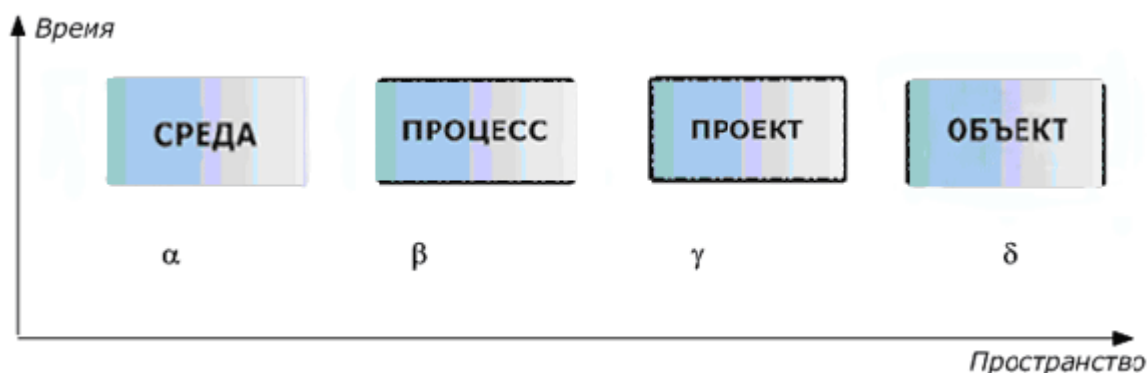 Время
СРЕДА ПРОЦЕСС ПРОЕКТ ОБЪЕКТ
α β γ δ
Пространство